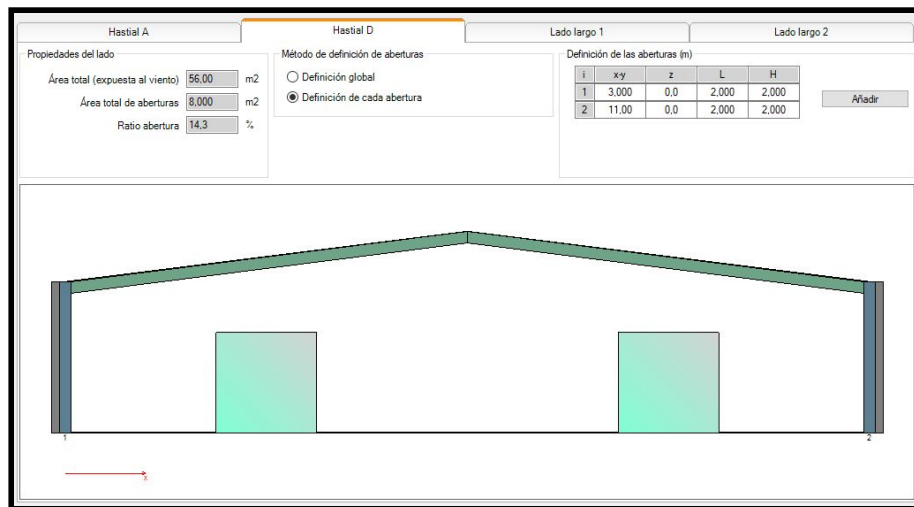 Hastial A
Hastial D
Lado largo 1
Lado largo 2
Propiedades del lado
Área total (expuesta al viento) 56,00 m2
Área total de aberturas 8,000 m2
Ratio abertura 14,3 %
Método de definición de aberturas
Definición global
Definición de cada abertura
Definición de las aberturas (m)
i x-y z L H
1 3,000 0,0 2,000 2,000
2 11,00 0,0 2,000 2,000
Añadir
1
2
x